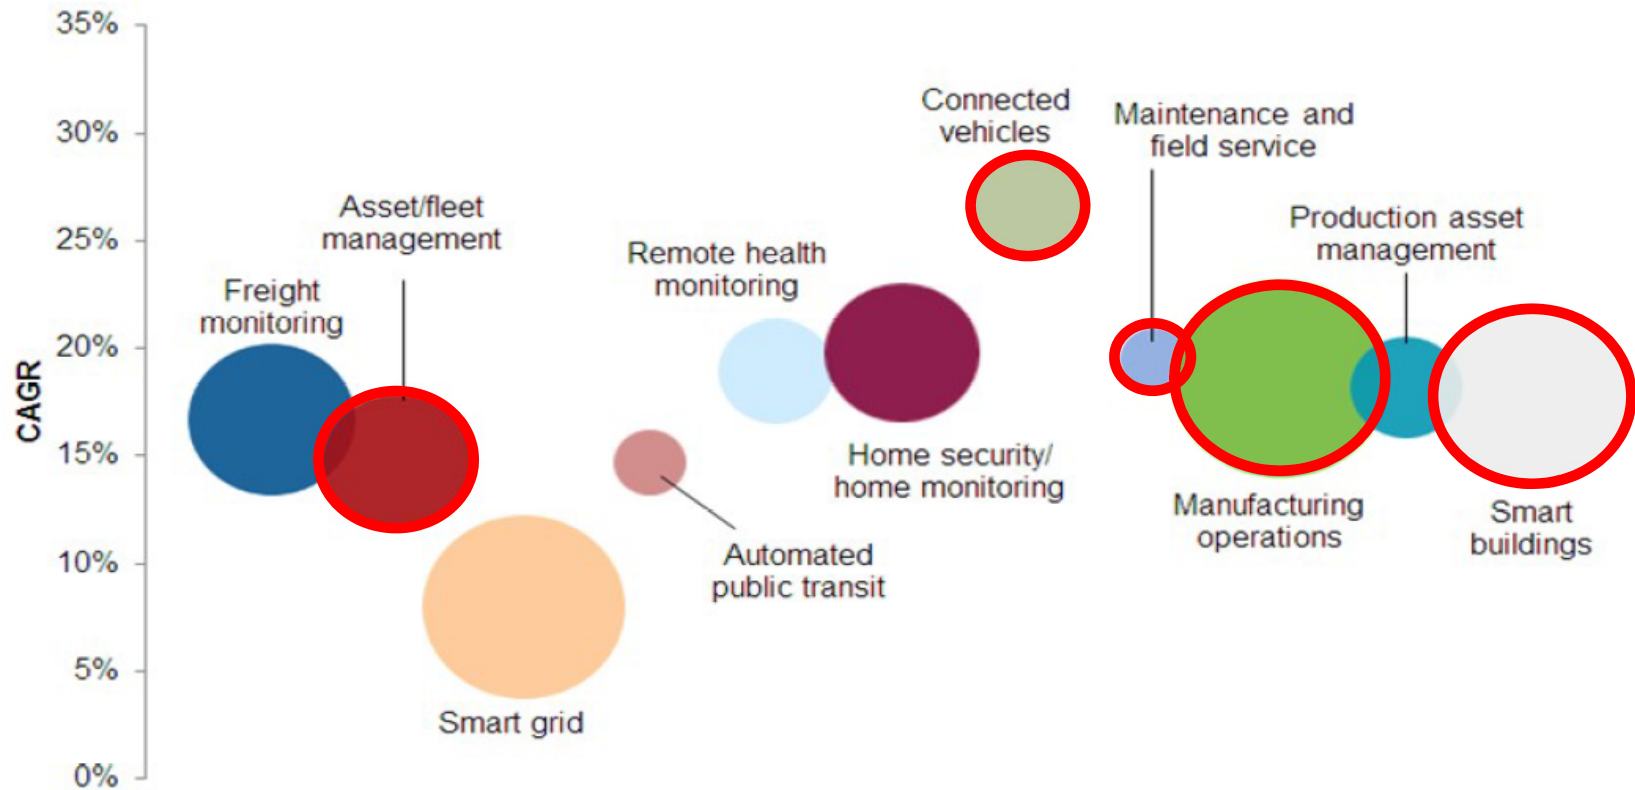 35%
30%
25%
20%
15%
10%
5%
0%
CAGR
Freight
monitoring
Asset/fleet
management
Smart grid
Automated
public transit
Remote health
monitoring
Home security/
home monitoring
Connected
vehicles
Maintenance and
field service
Manufacturing
operations
Production asset
management
Smart
buildings